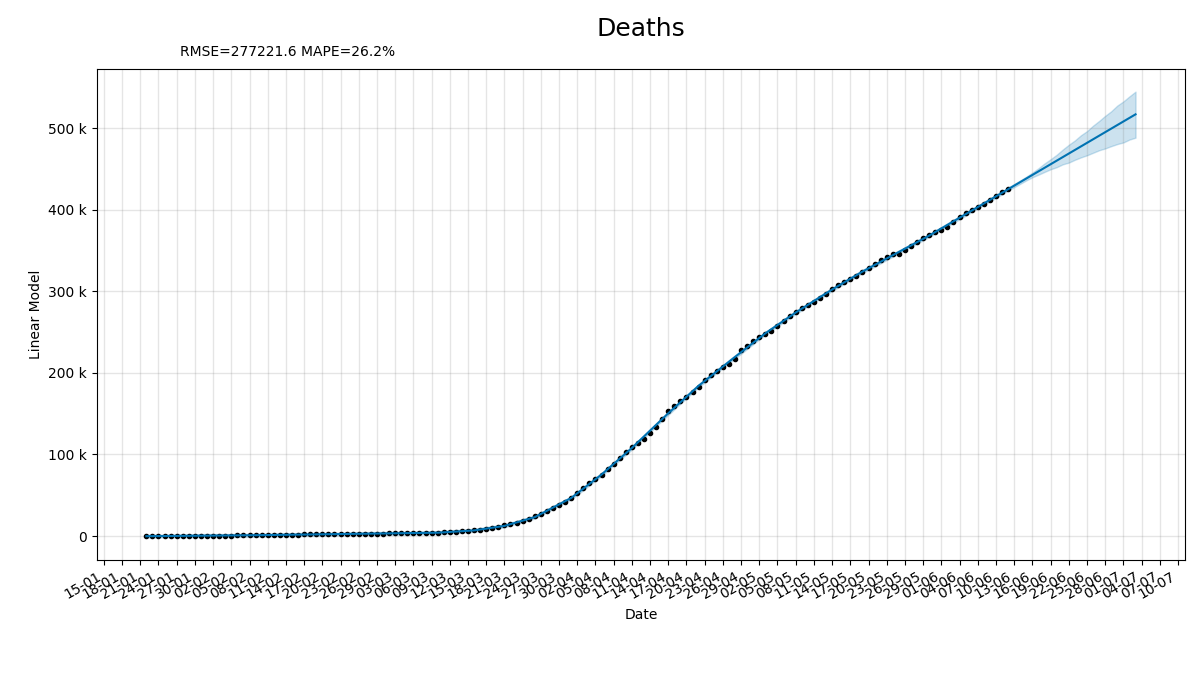 Deaths
RMSE=277221.6 MAPE=26.2%
500 k
400 k
300 k
200 k
100 k
0
Linear Model
15-01 18-01 21-01 24-01 27-01 30-01 02-02 05-02 08-02 11-02 14-02 17-02 20-02 23-02 26-02 29-02 03-03 06-03 09-03 12-03 15-03 18-03 21-03 24-03 27-03 30-03 02-04 05-04 08-04 11-04 14-04 17-04 20-04 23-04 26-04 29-04 02-05 05-05 08-05 11-05 14-05 17-05 20-05 23-05 26-05 29-05 01-06 04-06 07-06 10-06 13-06 16-06 19-06 22-06 25-06 28-06 01-07 04-07 07-07 10-07
Date